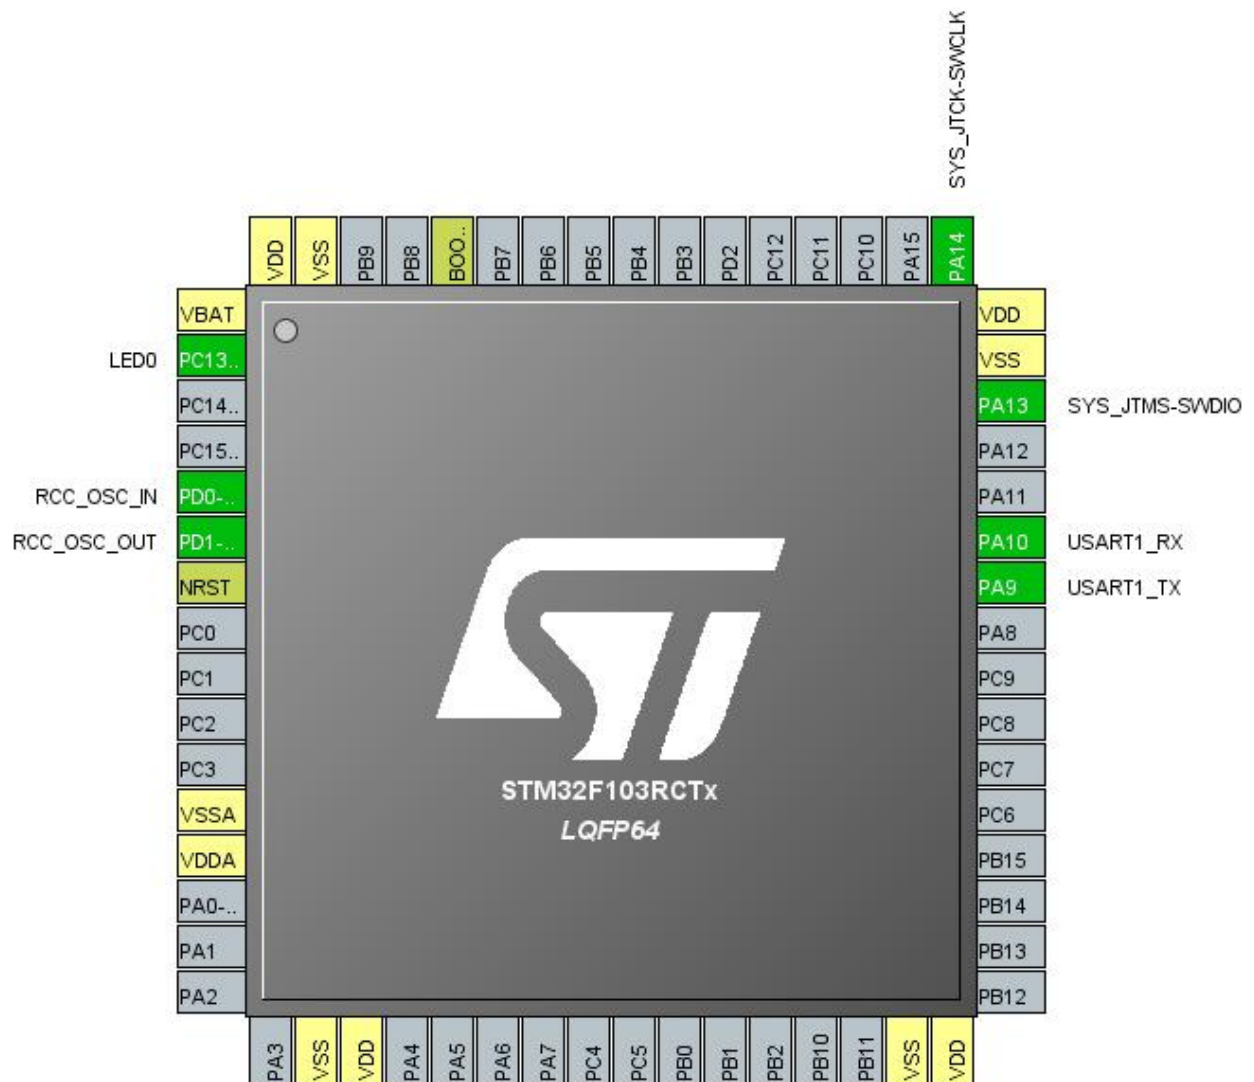 SYS_JTCK-SWCLK
VDD
VSS
PB9
PB8
BOO..
PB7
PB6
PB5
PB4
PB3
PD2
PC12
PC11
PC10
PA15
PA14
VBAT
LED0 PC13..
PC14..
PC15..
RCC_OSC_IN PD0-..
RCC_OSC_OUT PD1-..
NRST
PC0
PC1
PC2
PC3
VSSA
VDDA
PA0-..
PA1
PA2
ST
STM32F103RCTx
LQFP64
VDD
VSS
PA13 SYS_JTMS-SWDIO
PA12
PA11
PA10 USART1_RX
PA9 USART1_TX
PA8
PC9
PC8
PC7
PC6
PB15
PB14
PB13
PB12
PA3
VSS
VDD
PA4
PA5
PA6
PA7
PC4
PC5
PB0
PB1
PB2
PB10
PB11
VSS
VDD